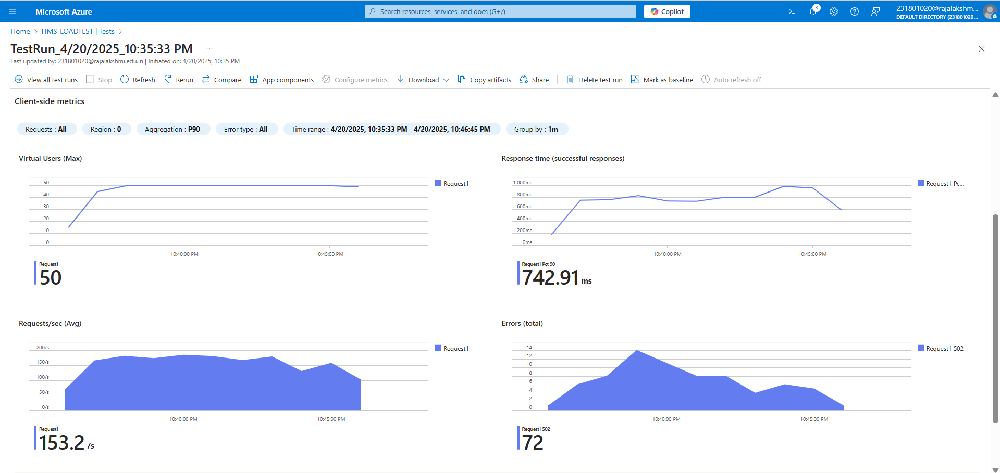 Microsoft Azure
Search resources, services, and docs (G+/)
Copilot
3
231801020@rajalakshm...
DEFAULT DIRECTORY (231801020...
Home > HMS-LOADTEST | Tests >
TestRun_4/20/2025_10:35:33 PM ...
Last updated by: 231801020@rajalakshmi.edu.in | Initiated on: 4/20/2025, 10:35 PM
View all test runs Stop Refresh Rerun Compare App components Configure metrics Download Copy artifacts Share Delete test run Mark as baseline Auto refresh off
Client-side metrics
Requests : All Region : 0 Aggregation : P90 Error type : All Time range : 4/20/2025, 10:35:33 PM - 4/20/2025, 10:46:45 PM Group by : 1m
Virtual Users (Max)
50
40
30
20
10
0
10:40:00 PM 10:45:00 PM
Request1
Request1
50
Response time (successful responses)
1,000ms
800ms
600ms
400ms
200ms
0ms
10:40:00 PM 10:45:00 PM
Request1 Pc...
Request1 Pct 90
742.91 ms
Requests/sec (Avg)
200/s
150/s
100/s
50/s
0/s
10:40:00 PM 10:45:00 PM
Request1
Request1
153.2 /s
Errors (total)
14
12
10
8
6
4
2
0
10:40:00 PM 10:45:00 PM
Request1 502
Request1 502
72